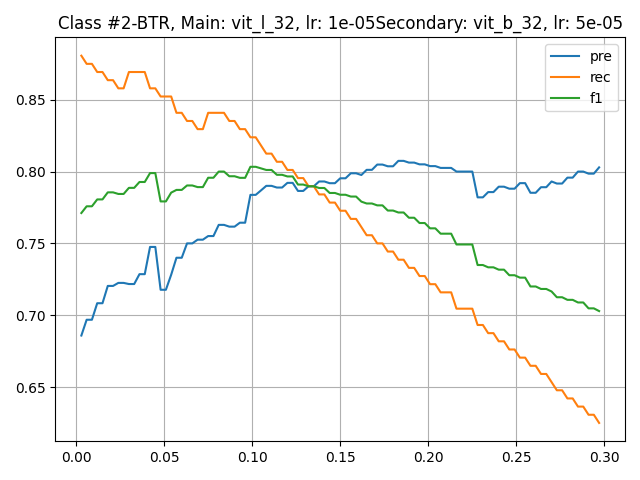 Class #2-BTR, Main: vit_l_32, lr: 1e-05Secondary: vit_b_32, lr: 5e-05
pre
rec
f1
0.85
0.80
0.75
0.70
0.65
0.00 0.05 0.10 0.15 0.20 0.25 0.30